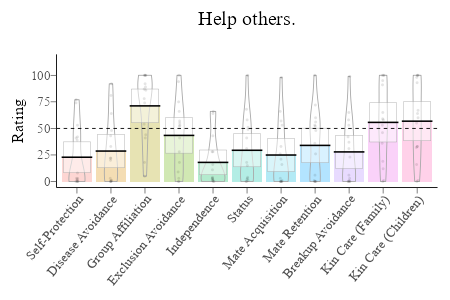 Help others.
Rating
100
75
50
25
0
Self-Protection
Disease Avoidance
Group Affiliation
Exclusion Avoidance
Independence
Status
Mate Acquisition
Mate Retention
Breakup Avoidance
Kin Care (Family)
Kin Care (Children)